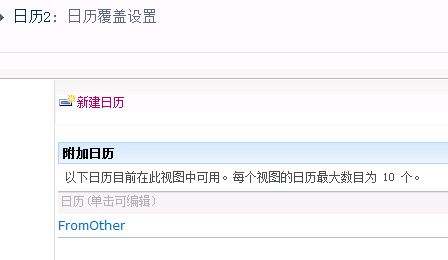 日历2: 日历覆盖设置
新建日历
附加日历
以下日历目前在此视图中可用。每个视图的日历最大数目为 10 个。
日历(单击可编辑)
FromOther